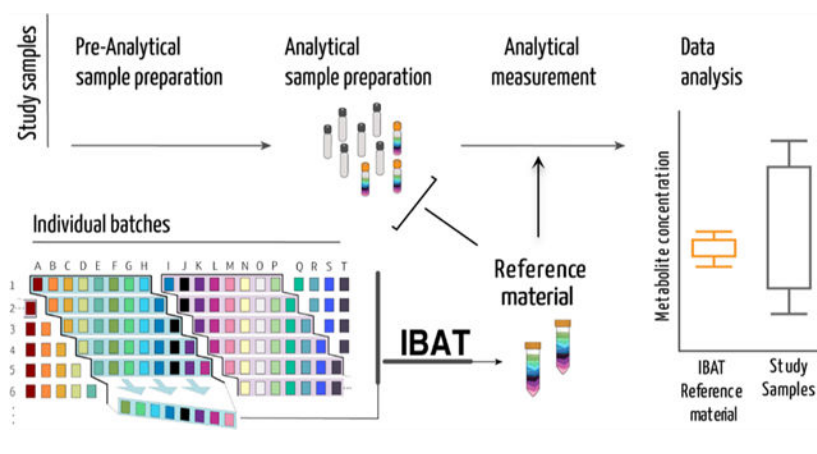 Study samples
Pre-Analytical
sample preparation
Analytical
sample preparation
Analytical
measurement
Data
analysis
Individual batches
A B C D E F G H I J K L M N O P Q R S T
1
2
3
4
5
6
Reference
material
IBAT
Metabolite concentration
IBAT
Reference
material
Study
Samples